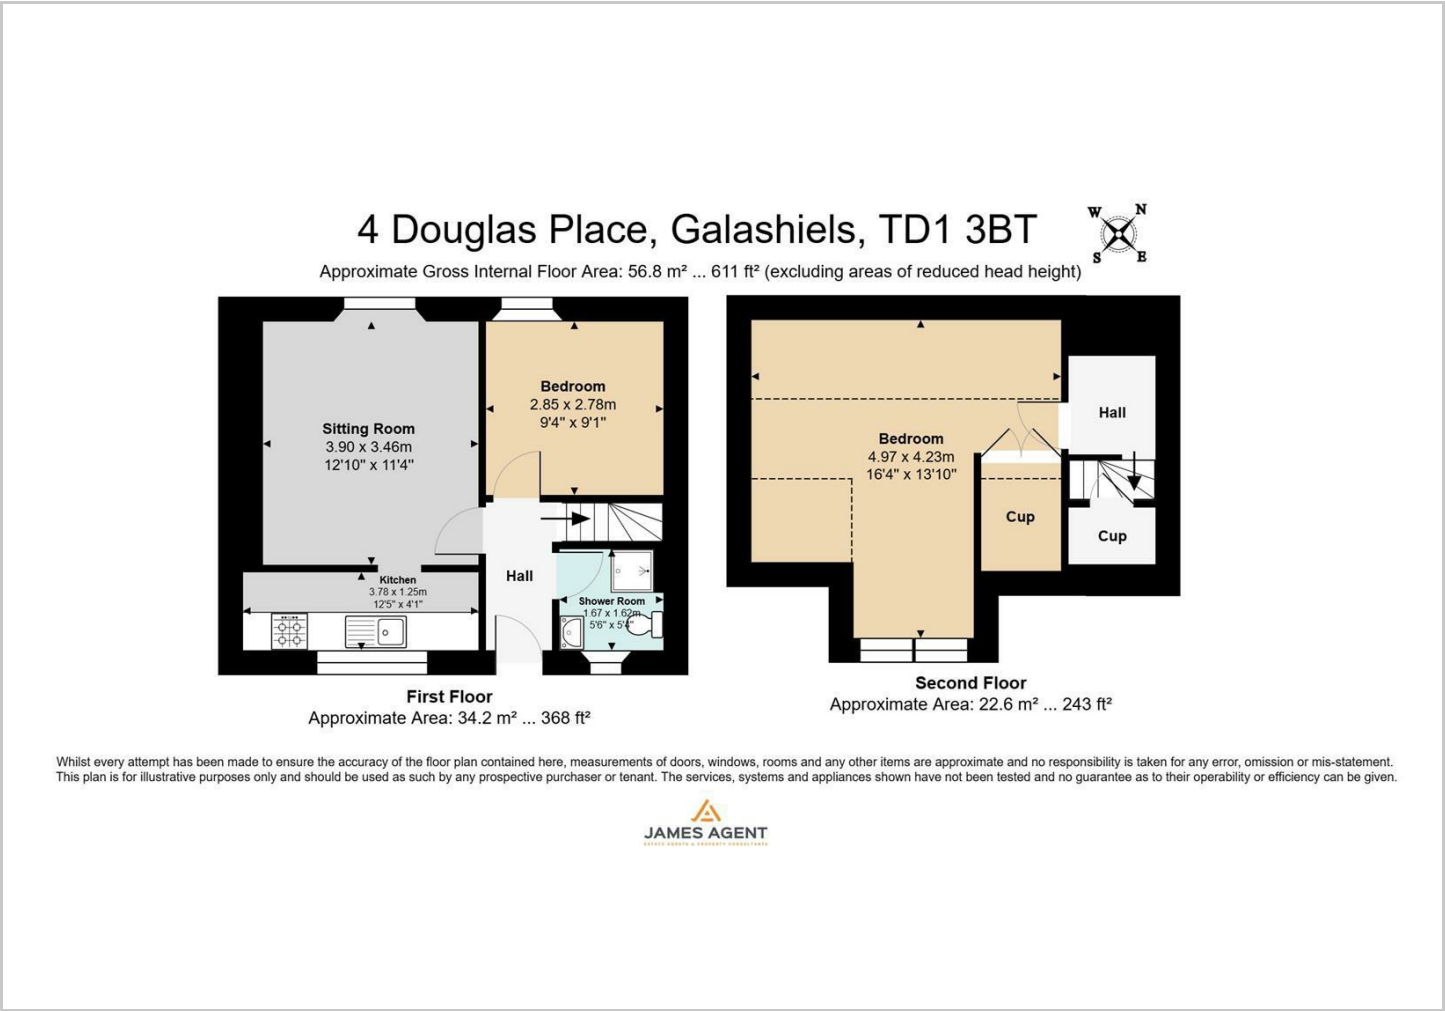 4 Douglas Place, Galashiels, TD1 3BT
W N
S E
Approximate Gross Internal Floor Area: 56.8 m² ... 611 ft² (excluding areas of reduced head height)
Sitting Room
3.90 x 3.46m
12'10" x 11'4"
Bedroom
2.85 x 2.78m
9'4" x 9'1"
Kitchen
3.78 x 1.25m
12'5" x 4'1"
Hall
Shower Room
1.67 x 1.62m
5'6" x 5'4"
First Floor
Approximate Area: 34.2 m² ... 368 ft²
Bedroom
4.97 x 4.23m
16'4" x 13'10"
Hall
Cup
Cup
Second Floor
Approximate Area: 22.6 m² ... 243 ft²
Whilst every attempt has been made to ensure the accuracy of the floor plan contained here, measurements of doors, windows, rooms and any other items are approximate and no responsibility is taken for any error, omission or mis-statement.
This plan is for illustrative purposes only and should be used as such by any prospective purchaser or tenant. The services, systems and appliances shown have not been tested and no guarantee as to their operability or efficiency can be given.
JAMES AGENT